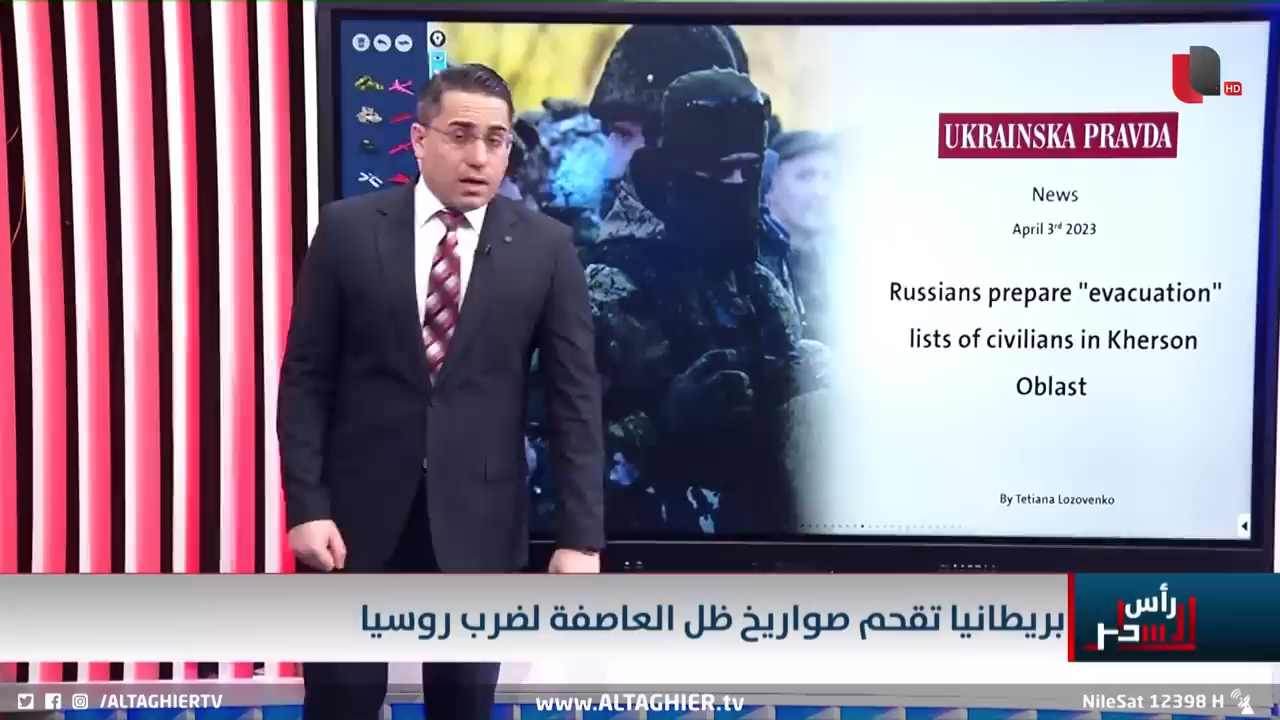 HD
UKRAINSKA PRAVDA
News
April 3rd 2023
Russians prepare "evacuation"
lists of civilians in Kherson
Oblast
By Tetiana Lozovenko
رأس
السطر
بريطانيا تقحم صواريخ ظل العاصفة لضرب روسيا
/ALTAGHIERTV
www.ALTAGHIER.tv
NileSat 12398 H